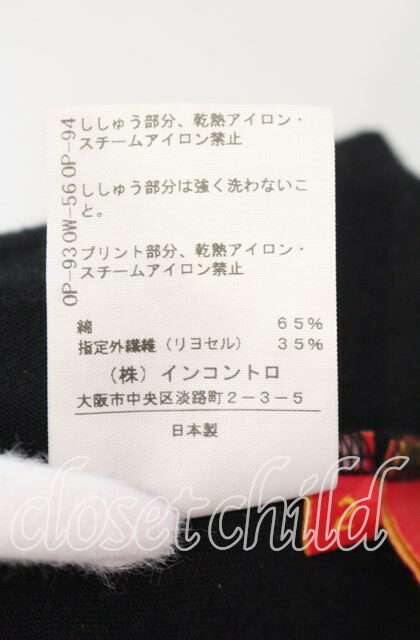 OP-93 OW-56 OP-94
ししゅう部分、乾熱アイロン・
スチームアイロン禁止
ししゅう部分は強く洗わないこ
と。
プリント部分、乾熱アイロン・
スチームアイロン禁止
綿 65%
指定外繊維（リヨセル） 35%
（株）インコントロ
大阪市中央区淡路町2-3-5
日本製
closet child